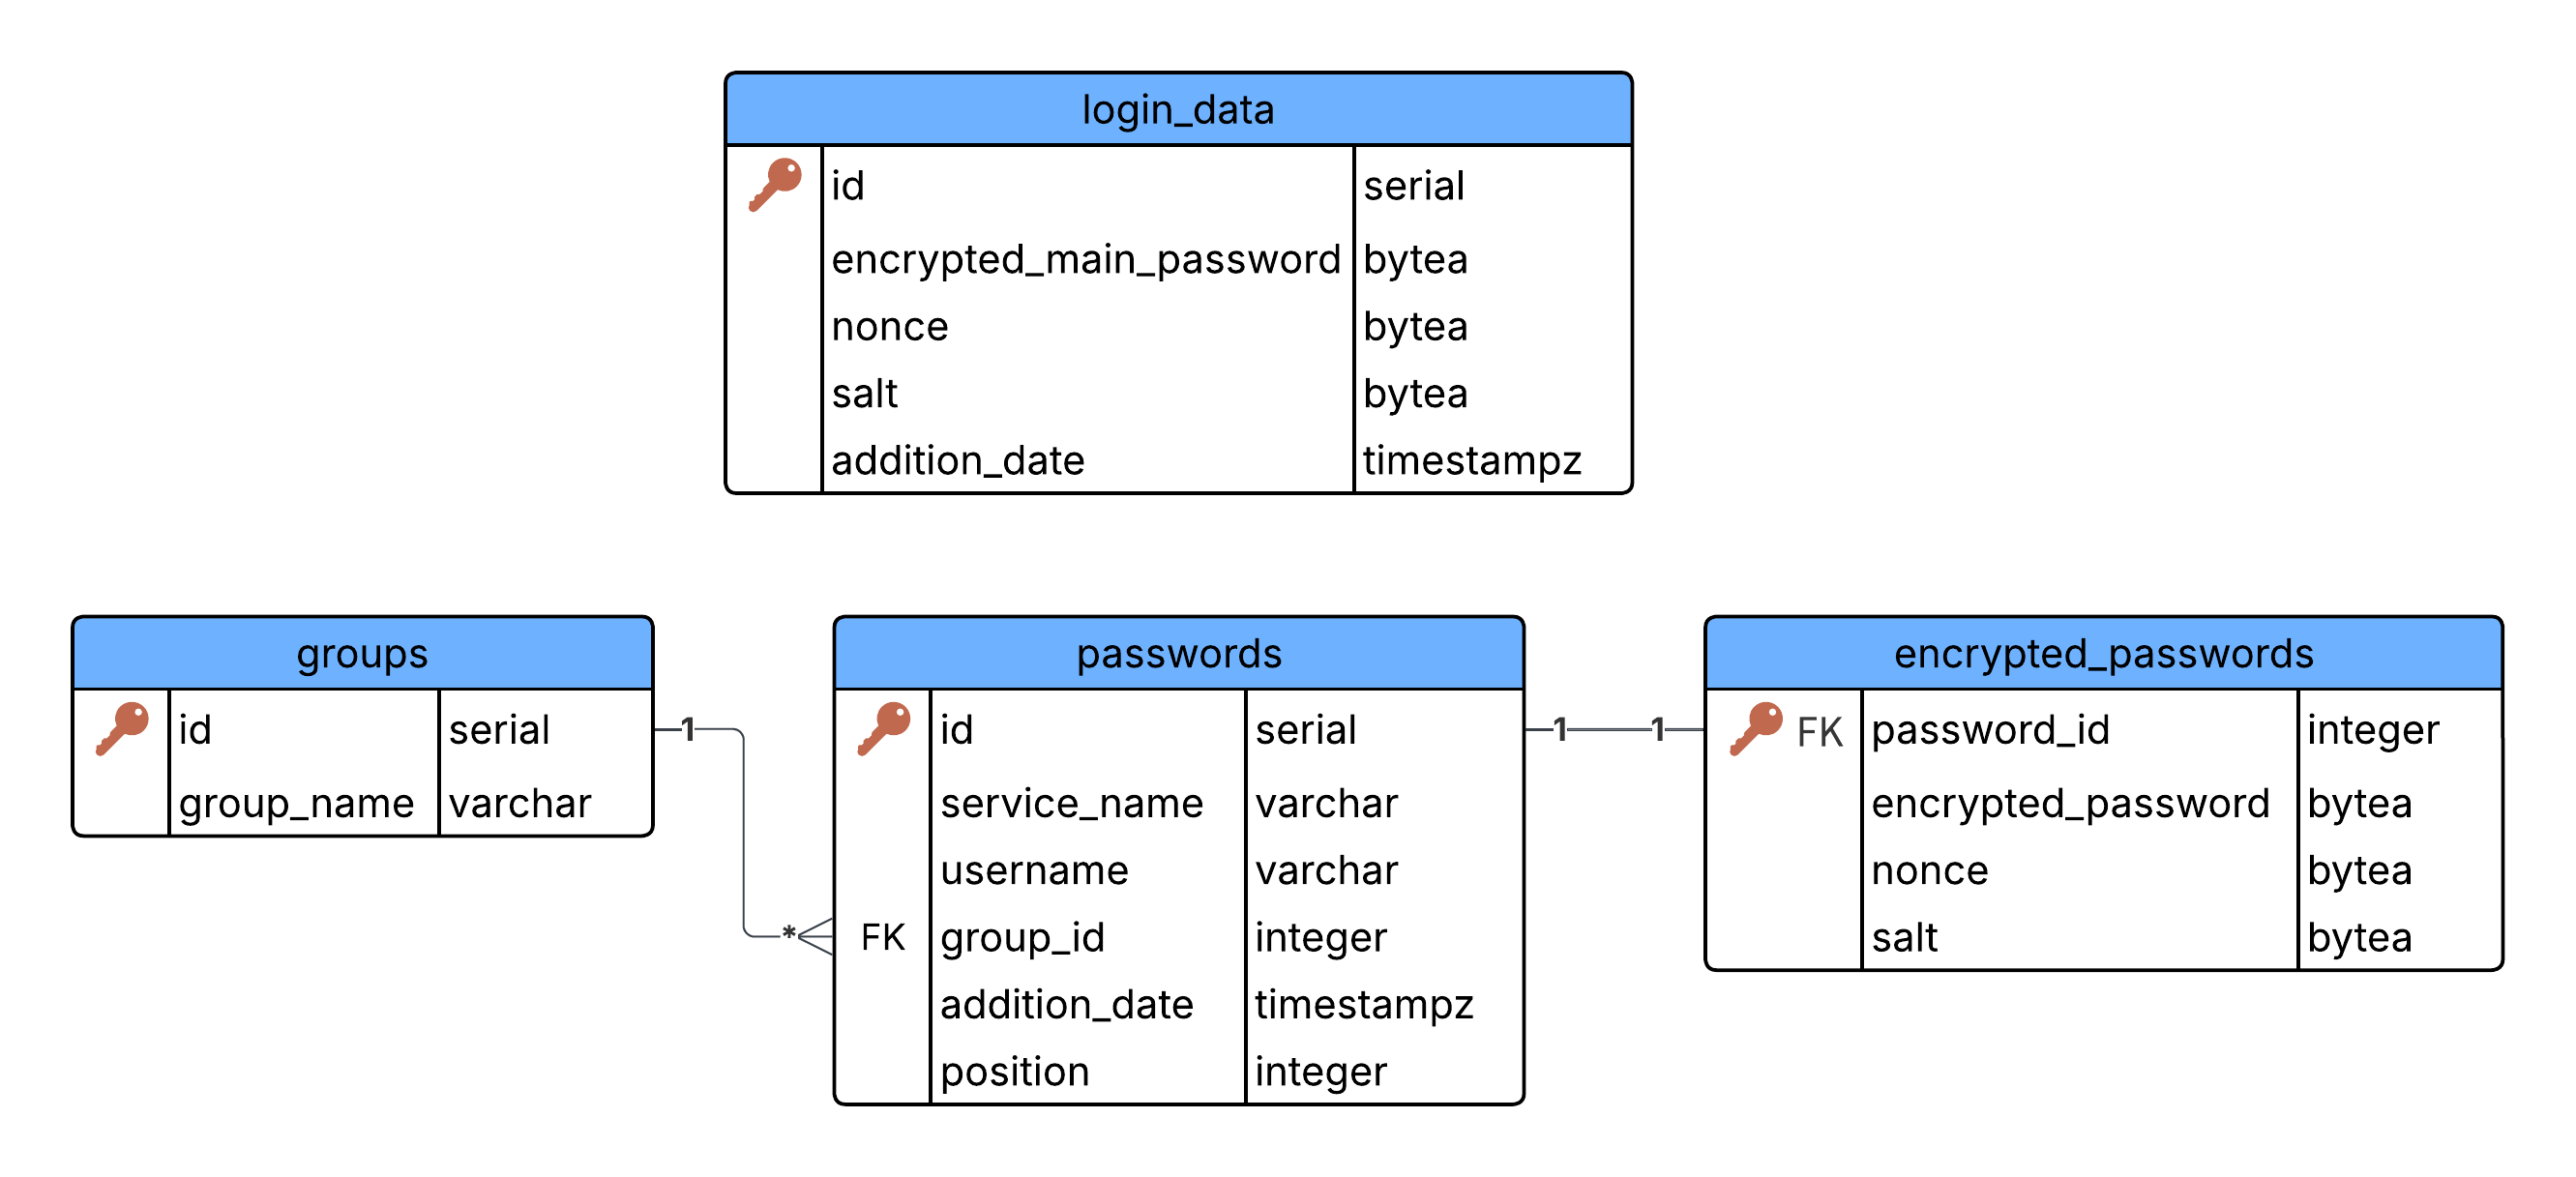 login_data
id serial
encrypted_main_password bytea
nonce bytea
salt bytea
addition_date timestampz
groups
id serial
group_name varchar
1
*
passwords
id serial
service_name varchar
username varchar
FK group_id integer
addition_date timestampz
position integer
1 1
encrypted_passwords
FK password_id integer
encrypted_password bytea
nonce bytea
salt bytea